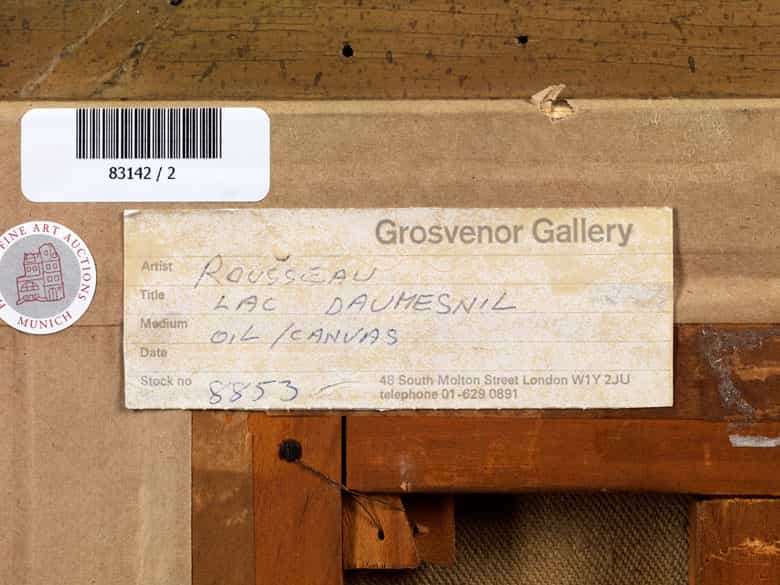 83142 / 2
FINE ART AUCTIONS
MUNICH
Grosvenor Gallery
Artist ROUSSEAU
Title LAC DAUMESNIL
Medium OIL/CANVAS
Date
Stock no 8853
48 South Molton Street London W1Y 2JU
telephone 01-629 0891